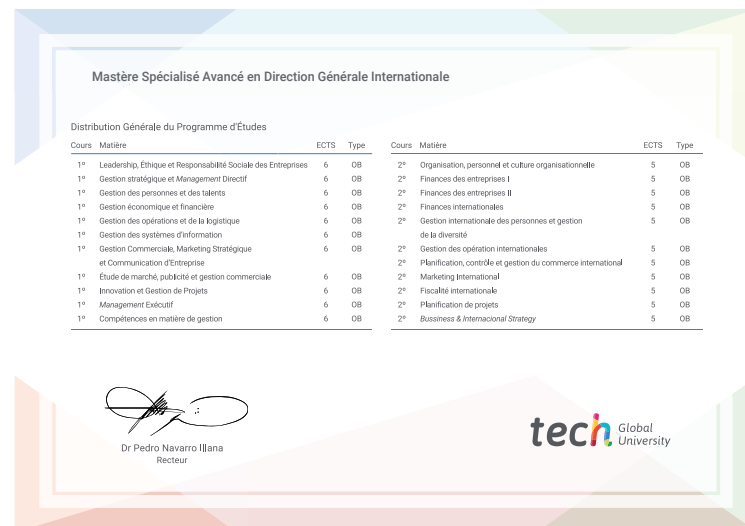 Mastère Spécialisé Avancé en Direction Générale Internationale
Distribution Générale du Programme d'Études
Cours Matière ECTS Type
1º Leadership, Éthique et Responsabilité Sociale des Entreprises 6 OB
1º Gestion stratégique et Management Directif 6 OB
1º Gestion des personnes et des talents 6 OB
1º Gestion économique et financière 6 OB
1º Gestion des opérations et de la logistique 6 OB
1º Gestion des systèmes d'information 6 OB
1º Gestion Commerciale, Marketing Stratégique 6 OB
et Communication d'Entreprise
1º Étude de marché, publicité et gestion commerciale 6 OB
1º Innovation et Gestion de Projets 6 OB
1º Management Exécutif 6 OB
1º Compétences en matière de gestion 6 OB
Cours Matière ECTS Type
2º Organisation, personnel et culture organisationnelle 5 OB
2º Finances des entreprises I 5 OB
2º Finances des entreprises II 5 OB
2º Finances internationales 5 OB
2º Gestion internationale des personnes et gestion 5 OB
de la diversité
2º Gestion des opération internationales 5 OB
2º Planification, contrôle et gestion du commerce international 5 OB
2º Marketing International 5 OB
2º Fiscalité internationale 5 OB
2º Planification de projets 5 OB
2º Bussiness & Internacional Strategy 5 OB
Dr Pedro Navarro Illana
Recteur
tech Global
University